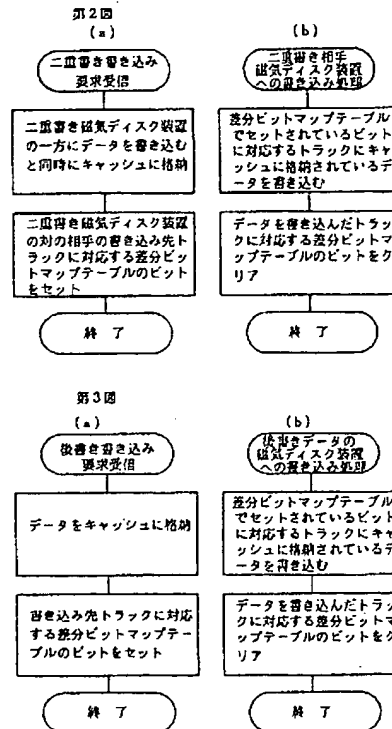 第2図
(a)
二重書き書き込み
要求受信
二重書き磁気ディスク装置
の一方にデータを書き込む
と同時にキャッシュに格納
二重書き磁気ディスク装置
の対の相手の書き込み先ト
ラックに対応する差分ビッ
トマップテーブルのビット
をセット
終了
(b)
二重書き相手
磁気ディスク装置
への書き込み処理
差分ビットマップテーブル
でセットされているビット
に対応するトラックにキャ
ッシュに格納されているデ
ータを書き込む
データを書き込んだトラッ
クに対応する差分ビットマ
ップテーブルのビットをク
リア
終了
第3図
(a)
後書き書き込み
要求受信
データをキャッシュに格納
書き込み先トラックに対応
する差分ビットマップテー
ブルのビットをセット
終了
(b)
後書きデータの
磁気ディスク装置
への書き込み処理
差分ビットマップテーブル
でセットされているビット
に対応するトラックにキャ
ッシュに格納されているデ
ータを書き込む
データを書き込んだトラッ
クに対応する差分ビットマ
ップテーブルのビットをク
リア
終了